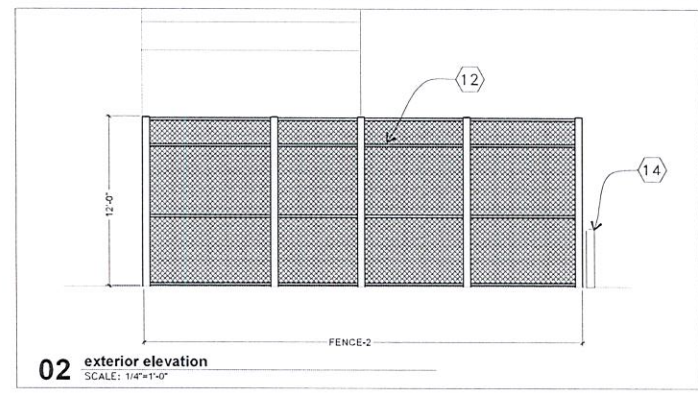 12
14
12'-0"
FENCE-2
02 exterior elevation
SCALE: 1/4"=1'-0"